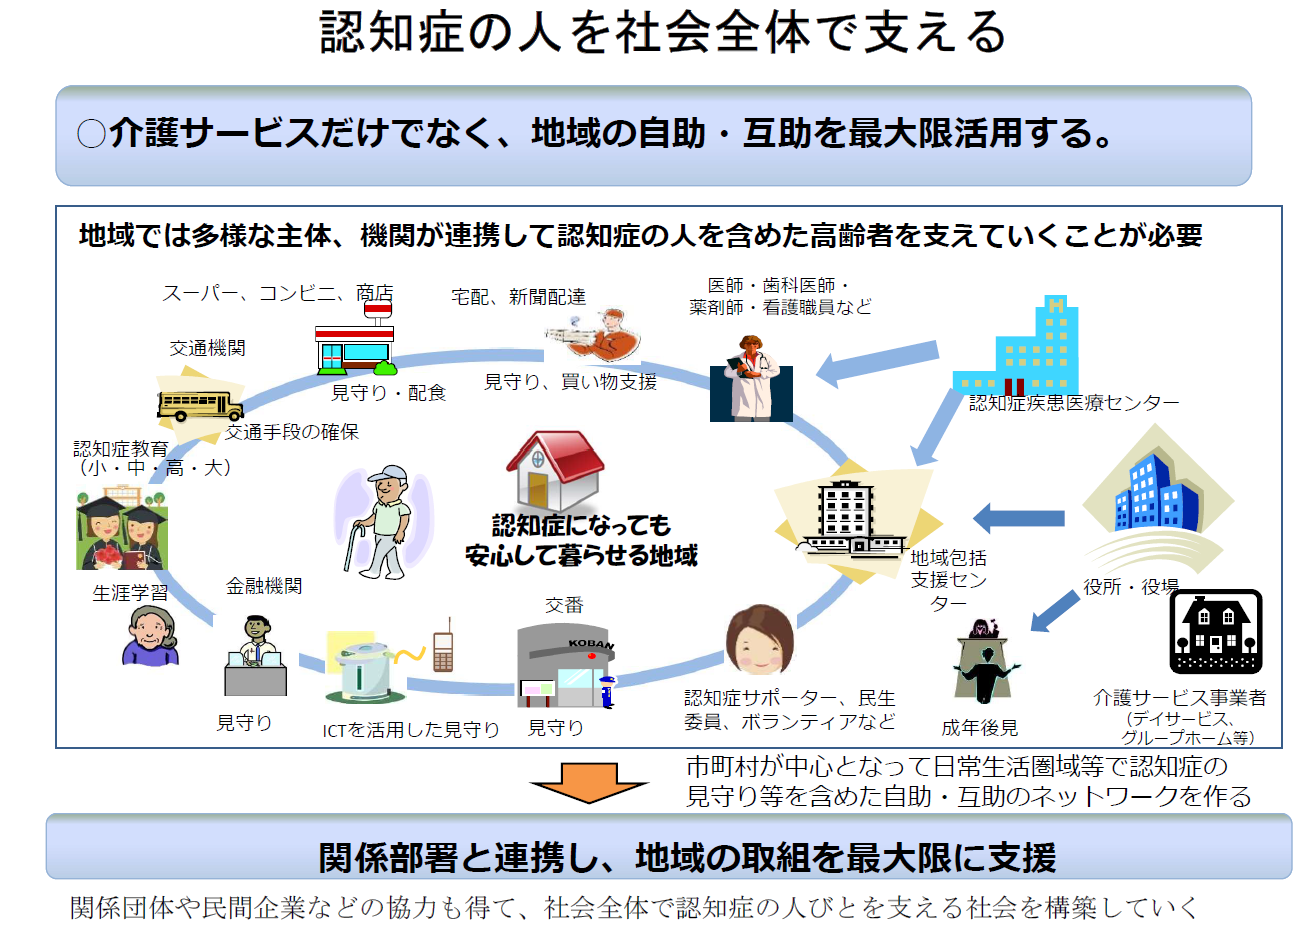 認知症の人を社会全体で支える
○介護サービスだけでなく、地域の自助・互助を最大限活用する。
地域では多様な主体、機関が連携して認知症の人を含めた高齢者を支えていくことが必要
スーパー、コンビニ、商店
見守り・配食
宅配、新聞配達
見守り、買い物支援
医師・歯科医師・
薬剤師・看護職員など
H
認知症疾患医療センター
交通機関
交通手段の確保
認知症教育
（小・中・高・大）
生涯学習
認知症になっても
安心して暮らせる地域
地域包括
支援セン
ター
役所・役場
金融機関
見守り
ICTを活用した見守り
交番
KOBAN
見守り
認知症サポーター、民生
委員、ボランティアなど
成年後見
介護サービス事業者
（デイサービス、
グループホーム等）
市町村が中心となって日常生活圏域等で認知症の
見守り等を含めた自助・互助のネットワークを作る
関係部署と連携し、地域の取組を最大限に支援
関係団体や民間企業などの協力も得て、社会全体で認知症の人びとを支える社会を構築していく